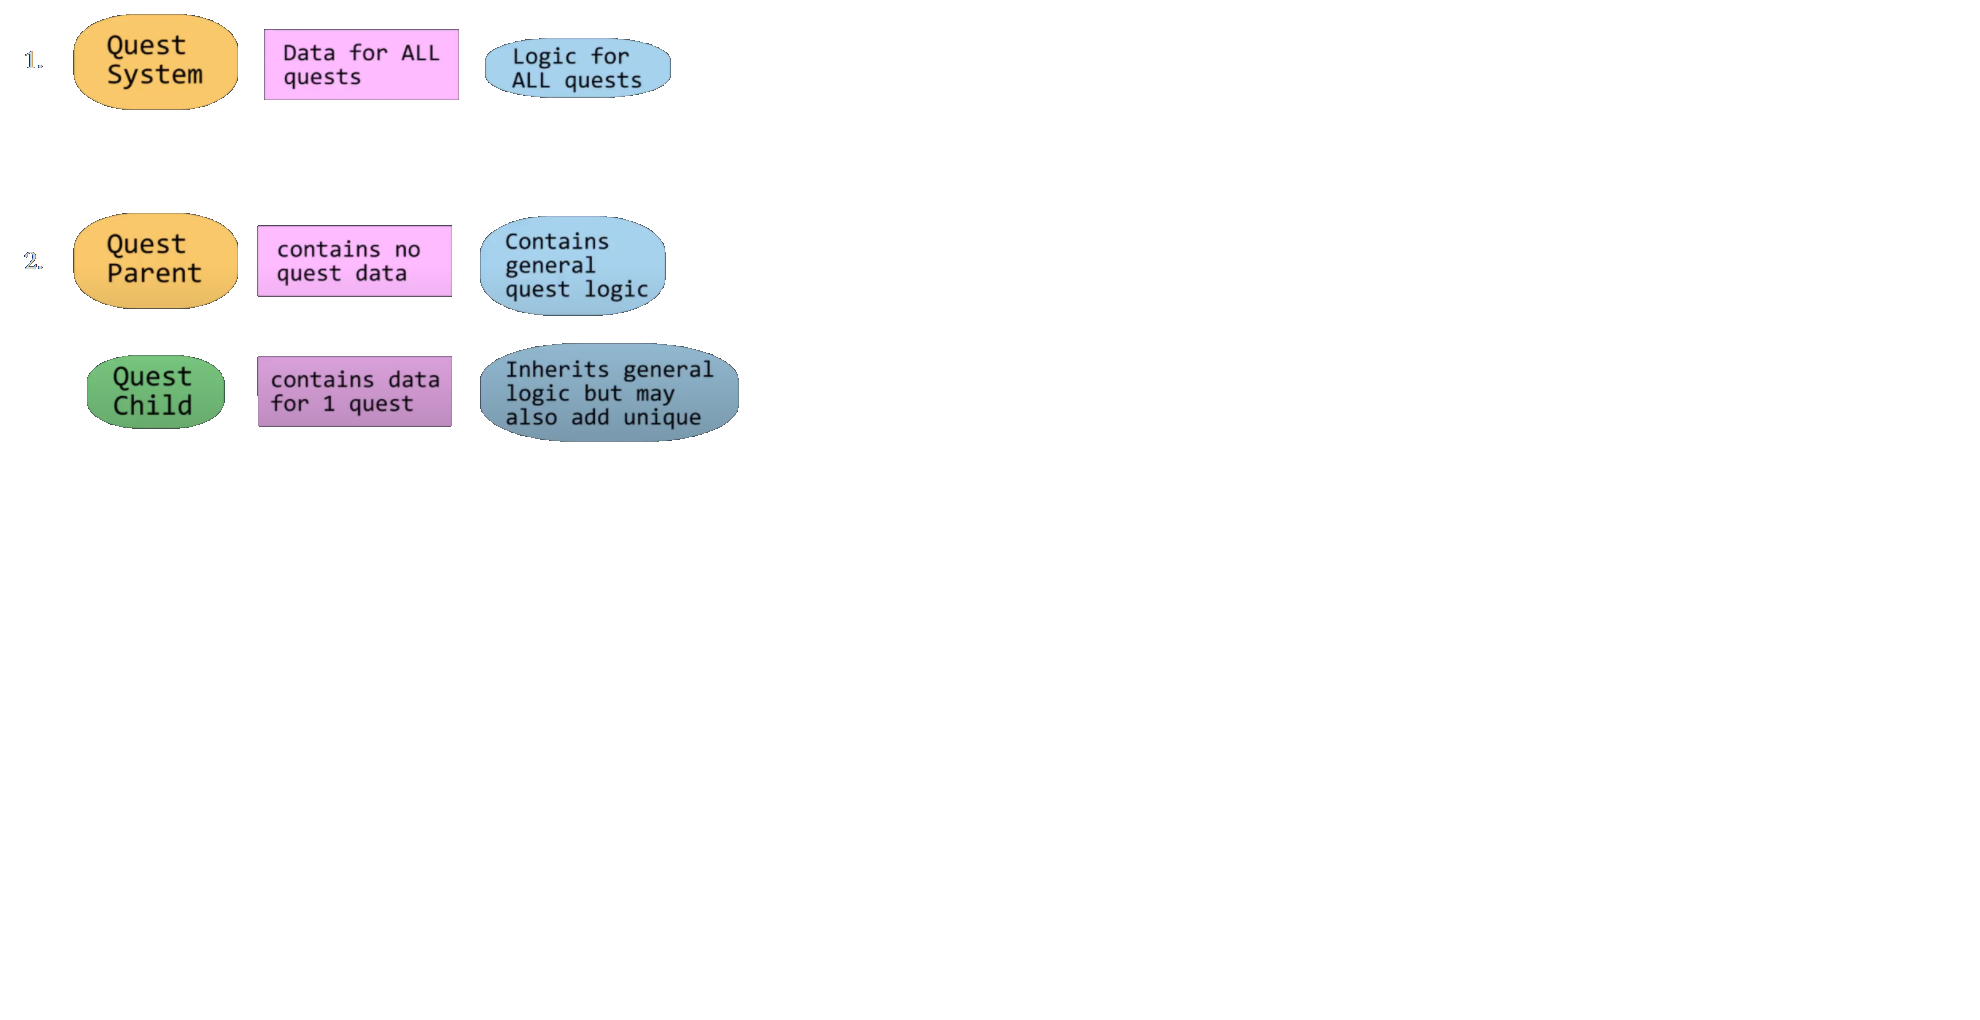 1.
Quest
System
Data for ALL
quests
Logic for
ALL quests
2.
Quest
Parent
contains no
quest data
Contains
general
quest logic
Quest
Child
contains data
for 1 quest
Inherits general
logic but may
also add unique